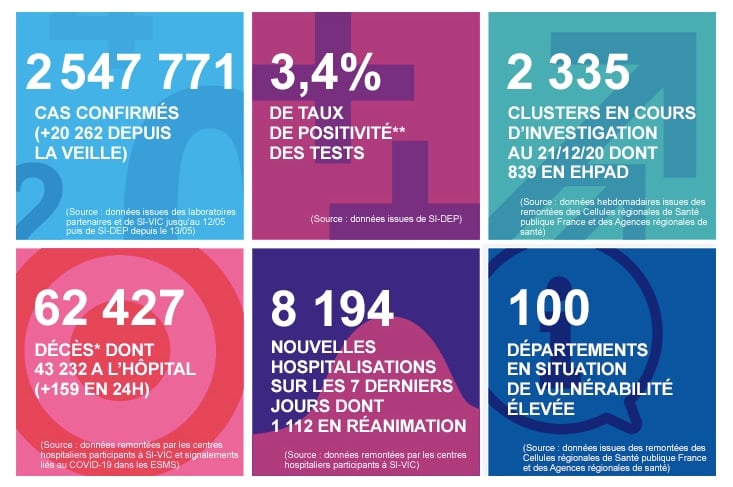 2 547 771
CAS CONFIRMÉS
(+20 262 DEPUIS
LA VEILLE)
(Source : données issues des laboratoires
partenaires et de SI-VIC jusqu'au 12/05
puis de SI-DEP depuis le 13/05)
3,4%
DE TAUX
DE POSITIVITÉ**
DES TESTS
(Source : données issues de SI-DEP)
2 335
CLUSTERS EN COURS
D'INVESTIGATION
AU 21/12/20 DONT
839 EN EHPAD
(Source : données hebdomadaires issues des
remontées des Cellules régionales de Santé
publique France et des Agences régionales de
santé)
62 427
DÉCÈS* DONT
43 232 A L'HÔPITAL
(+159 EN 24H)
(Source : données remontées par les centres
hospitaliers participants à SI-VIC et signalements
liés au COVID-19 dans les ESMS)
8 194
NOUVELLES
HOSPITALISATIONS
SUR LES 7 DERNIERS
JOURS DONT
1 112 EN RÉANIMATION
(Source : données remontées par les centres
hospitaliers participants à SI-VIC)
100
DÉPARTEMENTS
EN SITUATION
DE VULNÉRABILITÉ
ÉLEVÉE
(Source : données issues des remontées des
Cellules régionales de Santé publique France
et des Agences régionales de santé)